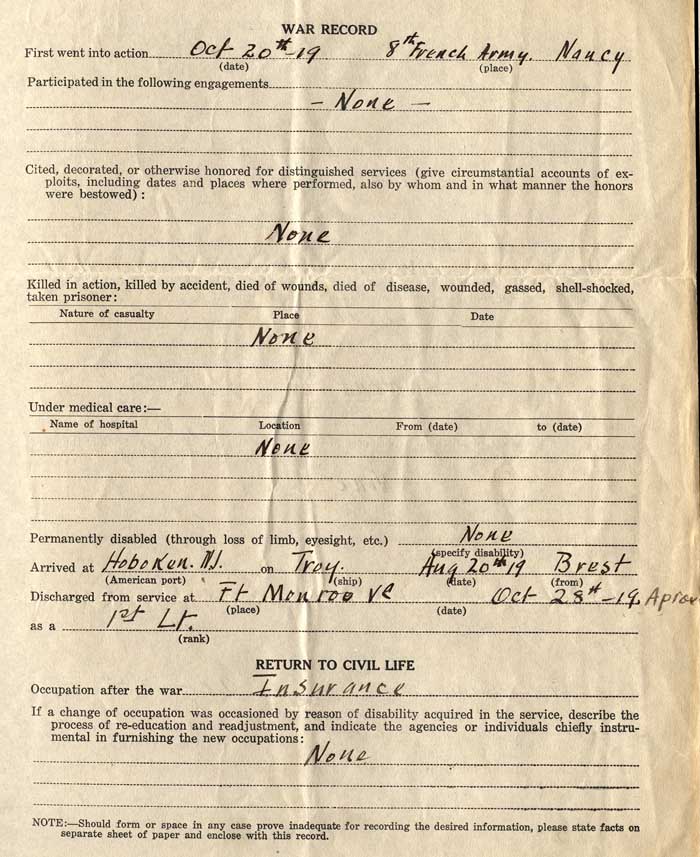 WAR RECORD
First went into action Oct 20th-19 8th French Army. Nancy
(date) (place)
Participated in the following engagements
- None -
Cited, decorated, or otherwise honored for distinguished services (give circumstantial accounts of ex-
ploits, including dates and places where performed, also by whom and in what manner the honors
were bestowed) :
None
Killed in action, killed by accident, died of wounds, died of disease, wounded, gassed, shell-shocked,
taken prisoner:
Nature of casualty Place Date
None
Under medical care:—
Name of hospital Location From (date) to (date)
None
Permanently disabled (through loss of limb, eyesight, etc.) None
(specify disability)
Arrived at Hoboken. N.J. on Troy. Aug 20th 19 Brest
(American port) (ship) (date) (from)
Discharged from service at Ft Monroe Va Oct 28th-19
(place) (date)
as a 1st Lt.
(rank)
RETURN TO CIVIL LIFE
Occupation after the war Insurance
If a change of occupation was occasioned by reason of disability acquired in the service, describe the
process of re-education and readjustment, and indicate the agencies or individuals chiefly instru-
mental in furnishing the new occupations:
None
NOTE:—Should form or space in any case prove inadequate for recording the desired information, please state facts on
separate sheet of paper and enclose with this record.